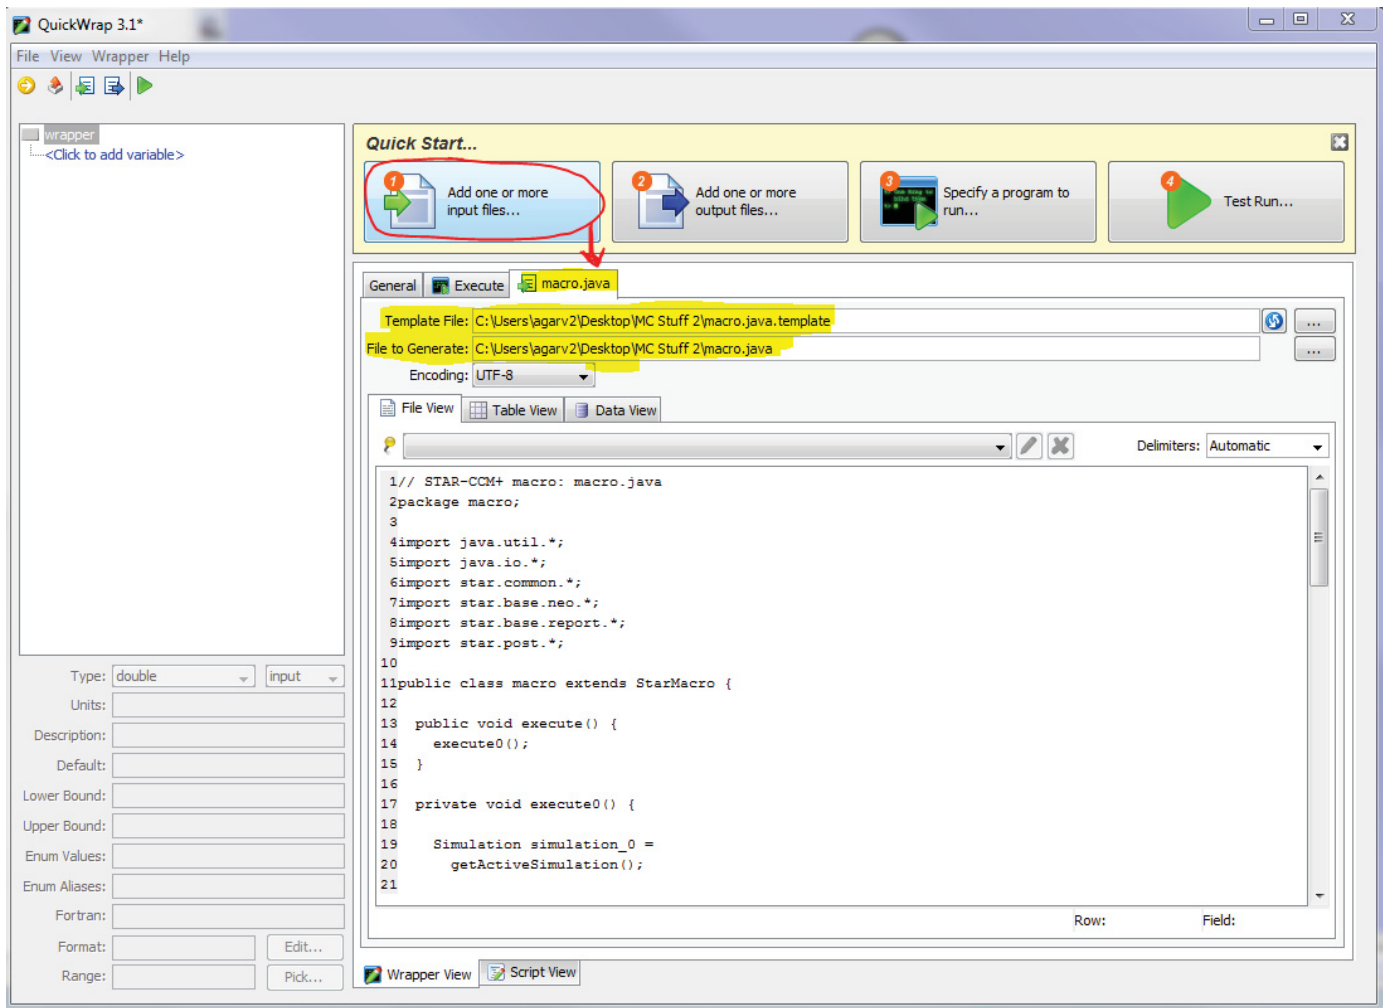 QuickWrap 3.1*
File View Wrapper Help
wrapper
<Click to add variable>
Quick Start...
1
Add one or more
input files...
2
Add one or more
output files...
3
Specify a program to
run...
4
Test Run...
General
Execute
macro.java
Template File: C:\Users\agarv2\Desktop\MC Stuff 2\macro.java.template
...
File to Generate: C:\Users\agarv2\Desktop\MC Stuff 2\macro.java
...
Encoding: UTF-8
File View
Table View
Data View
Delimiters: Automatic
1// STAR-CCM+ macro: macro.java
2package macro;
3
4import java.util.*;
5import java.io.*;
6import star.common.*;
7import star.base.neo.*;
8import star.base.report.*;
9import star.post.*;
10
11public class macro extends StarMacro {
12
13  public void execute() {
14    execute0();
15  }
16
17  private void execute0() {
18
19    Simulation simulation_0 =
20      getActiveSimulation();
21
Row:
Field:
Type: double input
Units:
Description:
Default:
Lower Bound:
Upper Bound:
Enum Values:
Enum Aliases:
Fortran:
Format: Edit...
Range: Pick...
Wrapper View
Script View